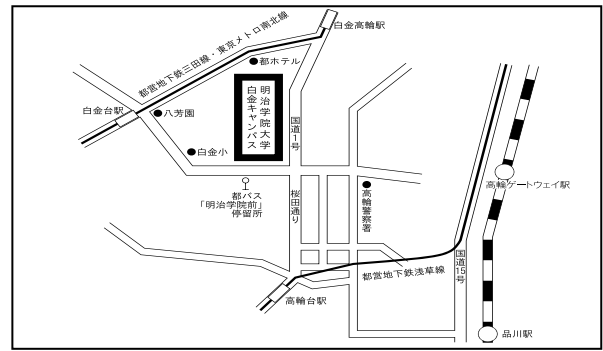 白金高輪駅
都営地下鉄三田線・東京メトロ南北線
都ホテル
白金台駅
八芳園
明治学院大学
白金キャンパス
国道1号
白金小
高輪ゲートウェイ駅
都バス
「明治学院前」
停留所
桜田通り
高輪警察署
都営地下鉄浅草線
国道15号
高輪台駅
品川駅